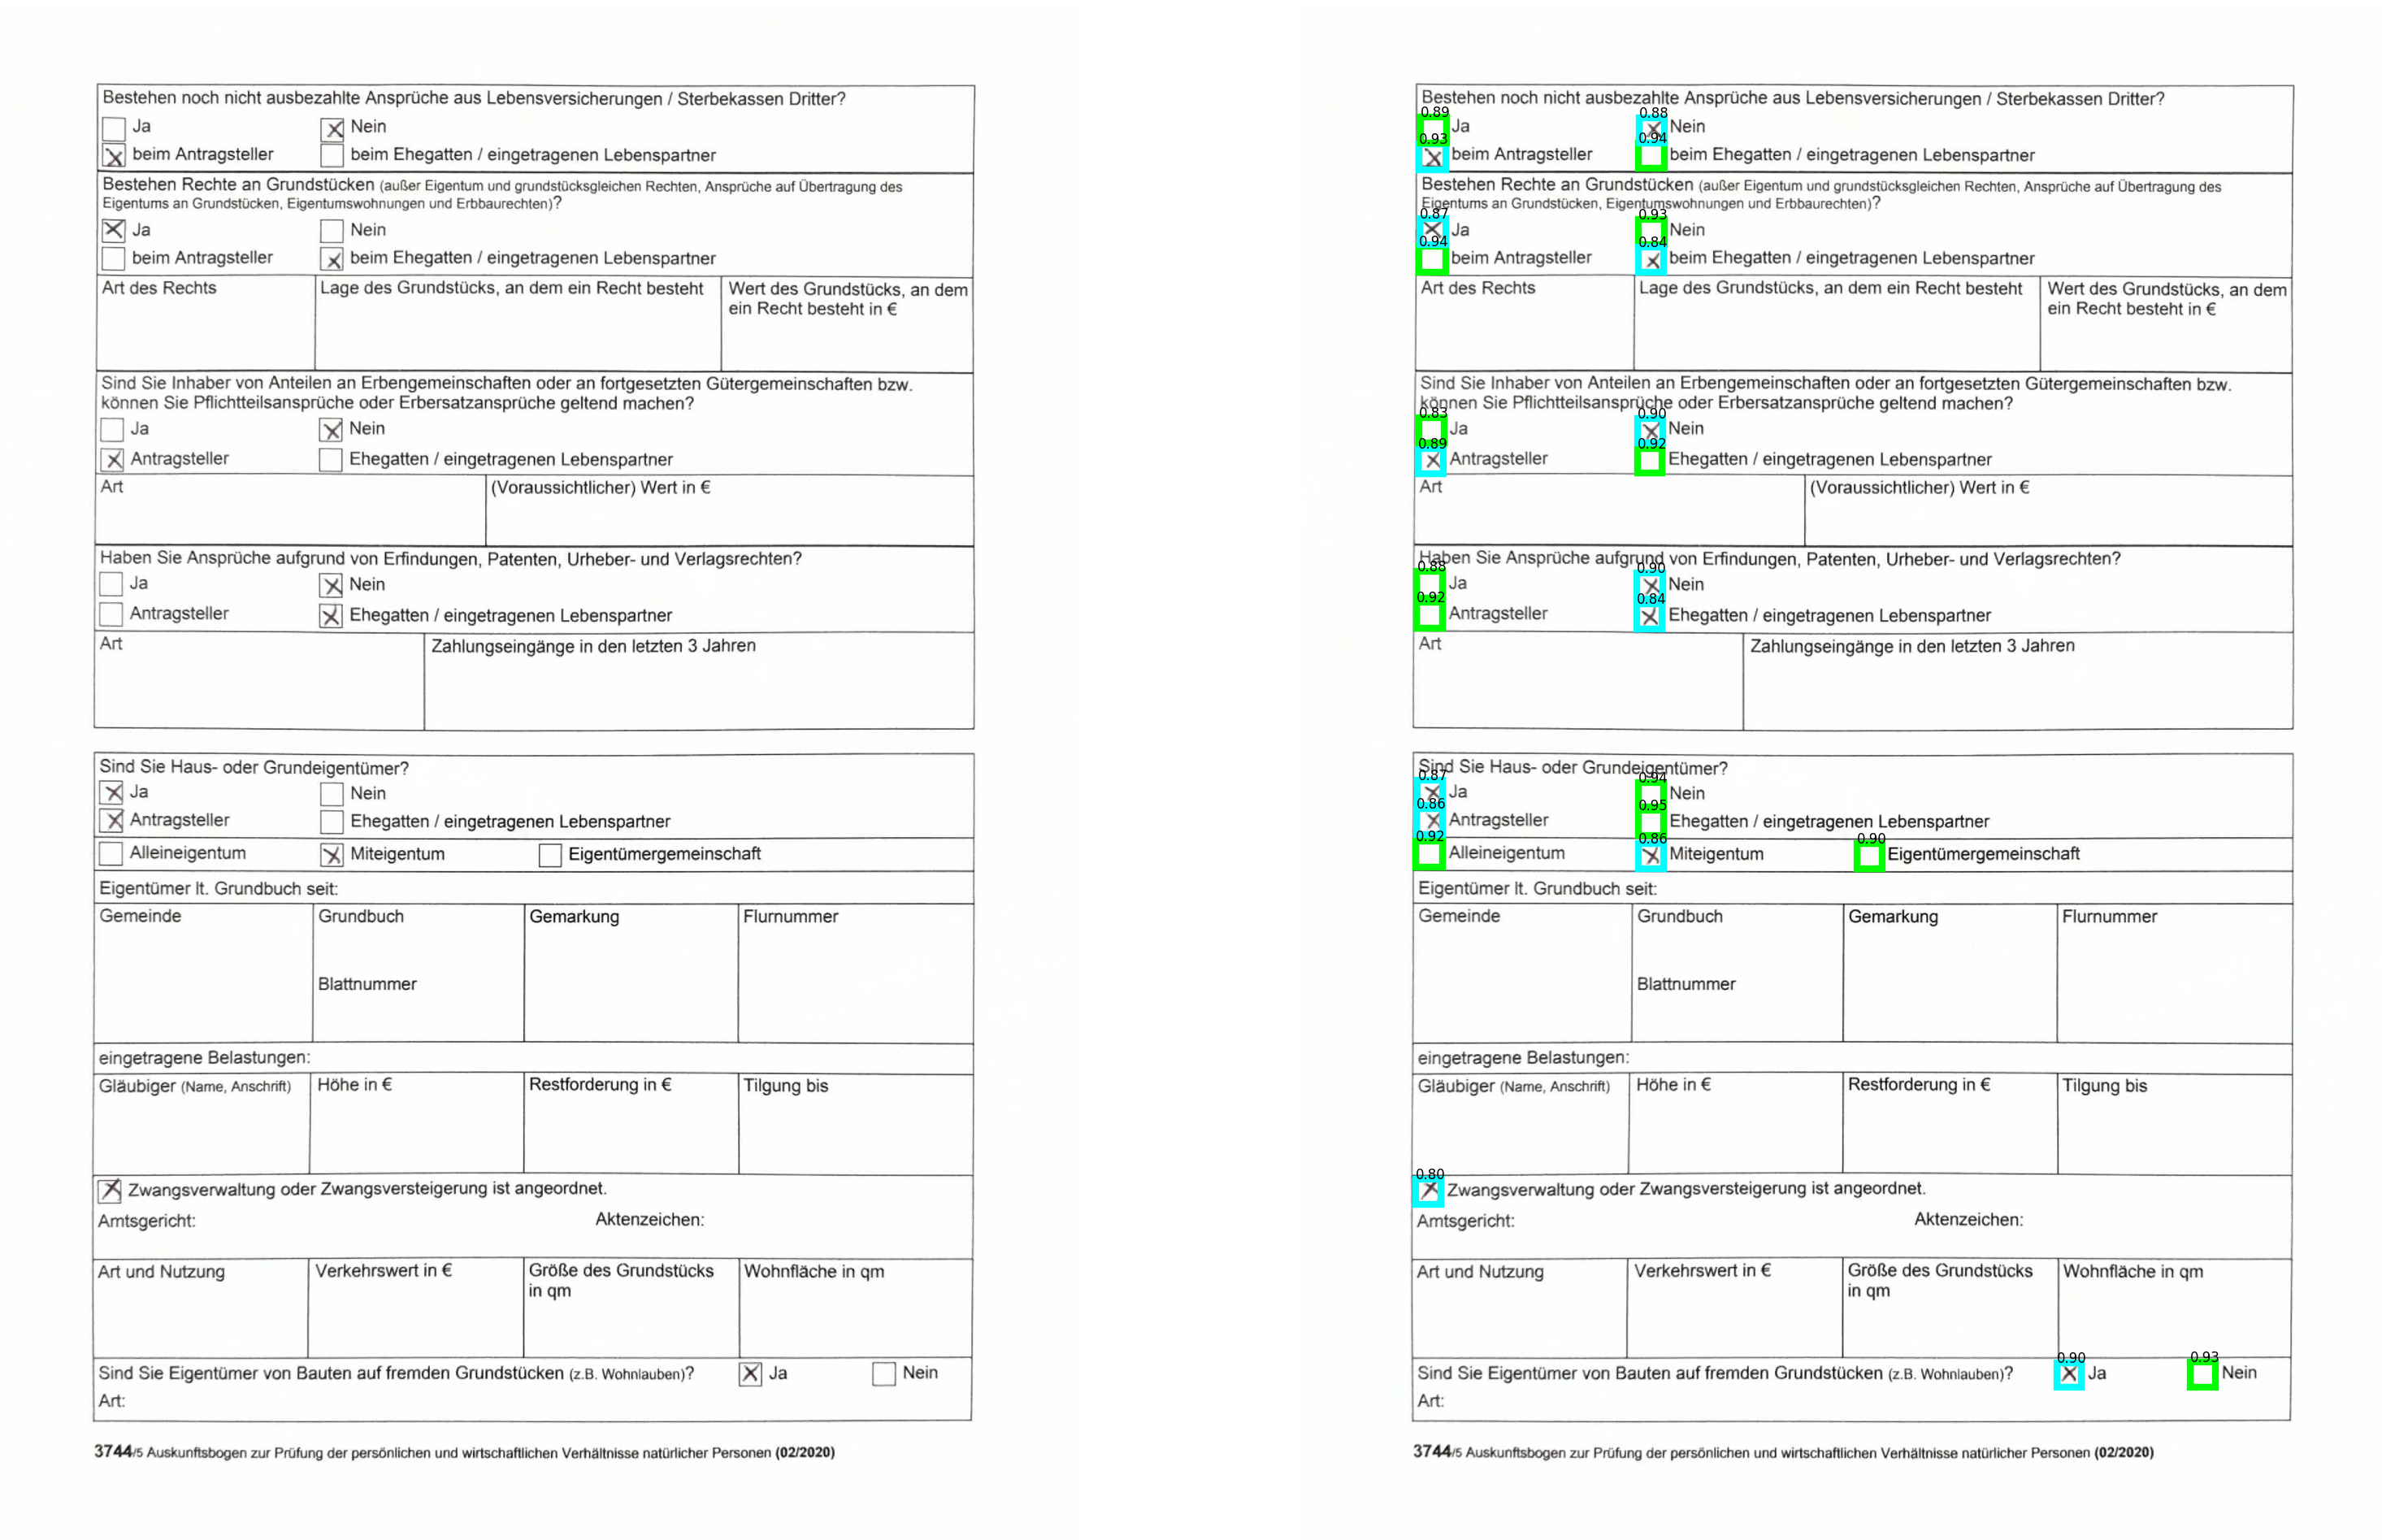 Bestehen noch nicht ausbezahlte Ansprüche aus Lebensversicherungen / Sterbekassen Dritter?
Ja Nein
beim Antragsteller beim Ehegatten / eingetragenen Lebenspartner
Bestehen Rechte an Grundstücken (außer Eigentum und grundstücksgleichen Rechten, Ansprüche auf Übertragung des
Eigentums an Grundstücken, Eigentumswohnungen und Erbbaurechten)?
Ja Nein
beim Antragsteller beim Ehegatten / eingetragenen Lebenspartner
Art des Rechts Lage des Grundstücks, an dem ein Recht besteht Wert des Grundstücks, an dem
ein Recht besteht in €
Sind Sie Inhaber von Anteilen an Erbengemeinschaften oder an fortgesetzten Gütergemeinschaften bzw.
können Sie Pflichtteilsansprüche oder Erbersatzansprüche geltend machen?
Ja Nein
Antragsteller Ehegatten / eingetragenen Lebenspartner
Art (Voraussichtlicher) Wert in €
Haben Sie Ansprüche aufgrund von Erfindungen, Patenten, Urheber- und Verlagsrechten?
Ja Nein
Antragsteller Ehegatten / eingetragenen Lebenspartner
Art Zahlungseingänge in den letzten 3 Jahren
Sind Sie Haus- oder Grundeigentümer?
Ja Nein
Antragsteller Ehegatten / eingetragenen Lebenspartner
Alleineigentum Miteigentum Eigentümergemeinschaft
Eigentümer lt. Grundbuch seit:
Gemeinde Grundbuch Gemarkung Flurnummer
Blattnummer
eingetragene Belastungen:
Gläubiger (Name, Anschrift) Höhe in € Restforderung in € Tilgung bis
Zwangsverwaltung oder Zwangsversteigerung ist angeordnet.
Amtsgericht: Aktenzeichen:
Art und Nutzung Verkehrswert in € Größe des Grundstücks Wohnfläche in qm
in qm
Sind Sie Eigentümer von Bauten auf fremden Grundstücken (z.B. Wohnlauben)? Ja Nein
Art:
3744/5 Auskunftsbogen zur Prüfung der persönlichen und wirtschaftlichen Verhältnisse natürlicher Personen (02/2020)
Bestehen noch nicht ausbezahlte Ansprüche aus Lebensversicherungen / Sterbekassen Dritter?
0.89 0.88
Ja Nein
0.93 0.94
beim Antragsteller beim Ehegatten / eingetragenen Lebenspartner
Bestehen Rechte an Grundstücken (außer Eigentum und grundstücksgleichen Rechten, Ansprüche auf Übertragung des
Eigentums an Grundstücken, Eigentumswohnungen und Erbbaurechten)?
0.87 0.93
Ja Nein
0.94 0.84
beim Antragsteller beim Ehegatten / eingetragenen Lebenspartner
Art des Rechts Lage des Grundstücks, an dem ein Recht besteht Wert des Grundstücks, an dem
ein Recht besteht in €
Sind Sie Inhaber von Anteilen an Erbengemeinschaften oder an fortgesetzten Gütergemeinschaften bzw.
können Sie Pflichtteilsansprüche oder Erbersatzansprüche geltend machen?
0.83 0.90
Ja Nein
0.89 0.92
Antragsteller Ehegatten / eingetragenen Lebenspartner
Art (Voraussichtlicher) Wert in €
Haben Sie Ansprüche aufgrund von Erfindungen, Patenten, Urheber- und Verlagsrechten?
0.88 0.90
Ja Nein
0.92 0.84
Antragsteller Ehegatten / eingetragenen Lebenspartner
Art Zahlungseingänge in den letzten 3 Jahren
Sind Sie Haus- oder Grundeigentümer?
0.87 0.94
Ja Nein
0.86 0.95
Antragsteller Ehegatten / eingetragenen Lebenspartner
0.92 0.86 0.90
Alleineigentum Miteigentum Eigentümergemeinschaft
Eigentümer lt. Grundbuch seit:
Gemeinde Grundbuch Gemarkung Flurnummer
Blattnummer
eingetragene Belastungen:
Gläubiger (Name, Anschrift) Höhe in € Restforderung in € Tilgung bis
0.80
Zwangsverwaltung oder Zwangsversteigerung ist angeordnet.
Amtsgericht: Aktenzeichen:
Art und Nutzung Verkehrswert in € Größe des Grundstücks Wohnfläche in qm
in qm
0.90 0.93
Sind Sie Eigentümer von Bauten auf fremden Grundstücken (z.B. Wohnlauben)? Ja Nein
Art:
3744/5 Auskunftsbogen zur Prüfung der persönlichen und wirtschaftlichen Verhältnisse natürlicher Personen (02/2020)